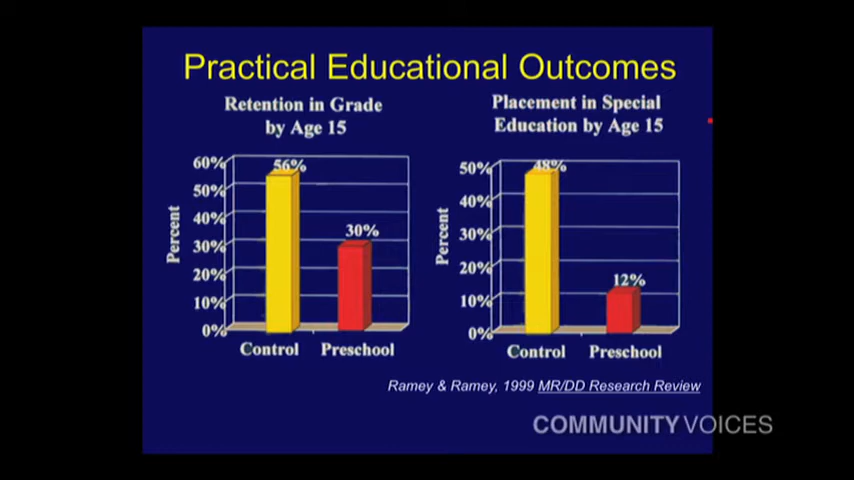 Practical Educational Outcomes
Retention in Grade
by Age 15
60%
50%
40%
30%
20%
10%
0%
Percent
56%
30%
Control
Preschool
Placement in Special
Education by Age 15
50%
40%
30%
20%
10%
0%
Percent
48%
12%
Control
Preschool
Ramey & Ramey, 1999 MR/DD Research Review
COMMUNITY VOICES